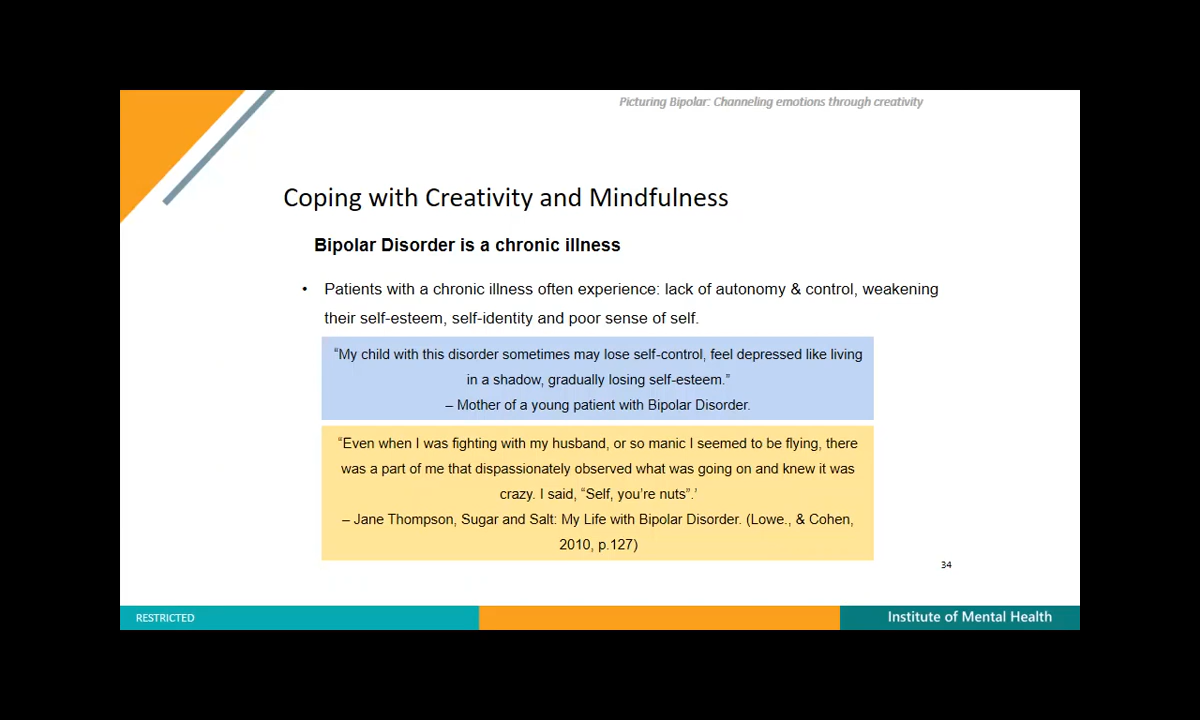 Picturing Bipolar: Channeling emotions through creativity
Coping with Creativity and Mindfulness
Bipolar Disorder is a chronic illness
• Patients with a chronic illness often experience: lack of autonomy & control, weakening
their self-esteem, self-identity and poor sense of self.
“My child with this disorder sometimes may lose self-control, feel depressed like living
in a shadow, gradually losing self-esteem.”
– Mother of a young patient with Bipolar Disorder.
“Even when I was fighting with my husband, or so manic I seemed to be flying, there
was a part of me that dispassionately observed what was going on and knew it was
crazy. I said, “Self, you’re nuts”.’
– Jane Thompson, Sugar and Salt: My Life with Bipolar Disorder. (Lowe., & Cohen,
2010, p.127)
34
RESTRICTED
Institute of Mental Health